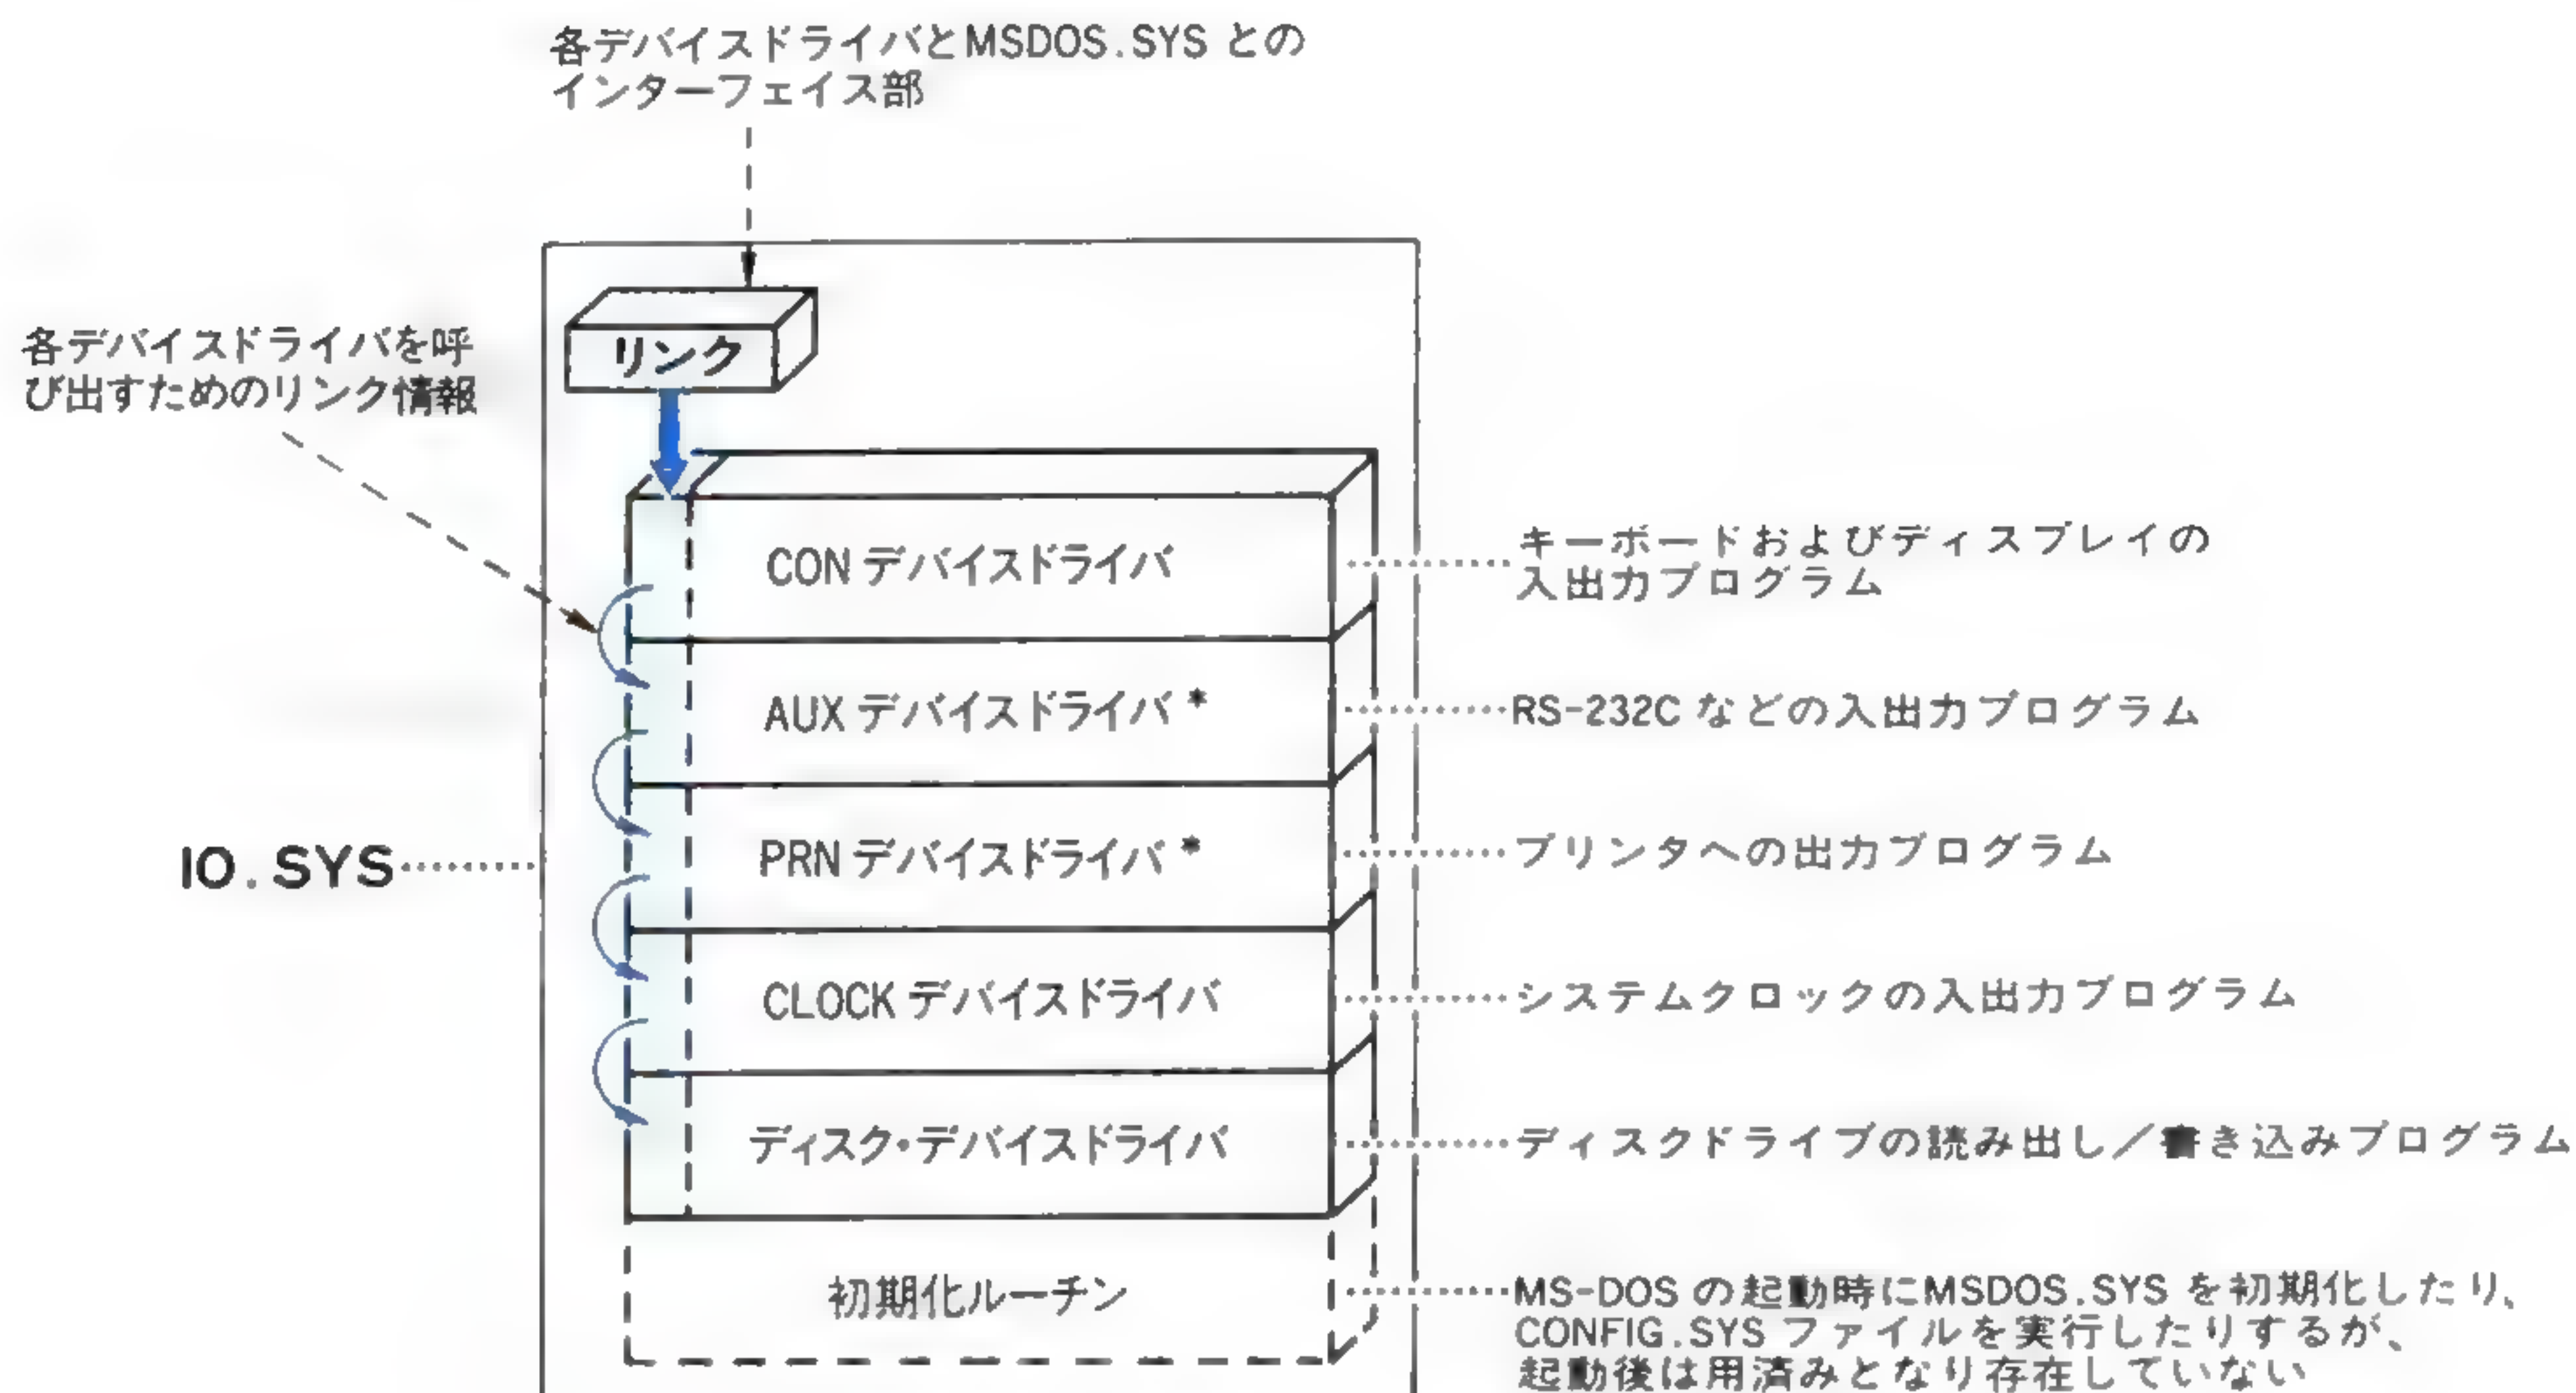 各デバイスドライバとMSDOS.SYS との
インターフェイス部
リンク
各デバイスドライバを呼
び出すためのリンク情報
CON デバイスドライバ
キーボードおよびディスプレイの
入出力プログラム
AUX デバイスドライバ *
RS-232C などの入出力プログラム
PRN デバイスドライバ *
プリンタへの出力プログラム
IO.SYS
CLOCK デバイスドライバ
システムクロックの入出力プログラム
ディスク・デバイスドライバ
ディスクドライブの読み出し/書き込みプログラム
初期化ルーチン
MS-DOS の起動時にMSDOS.SYS を初期化したり、
CONFIG.SYS ファイルを実行したりするが、
起動後は用済みとなり存在していない